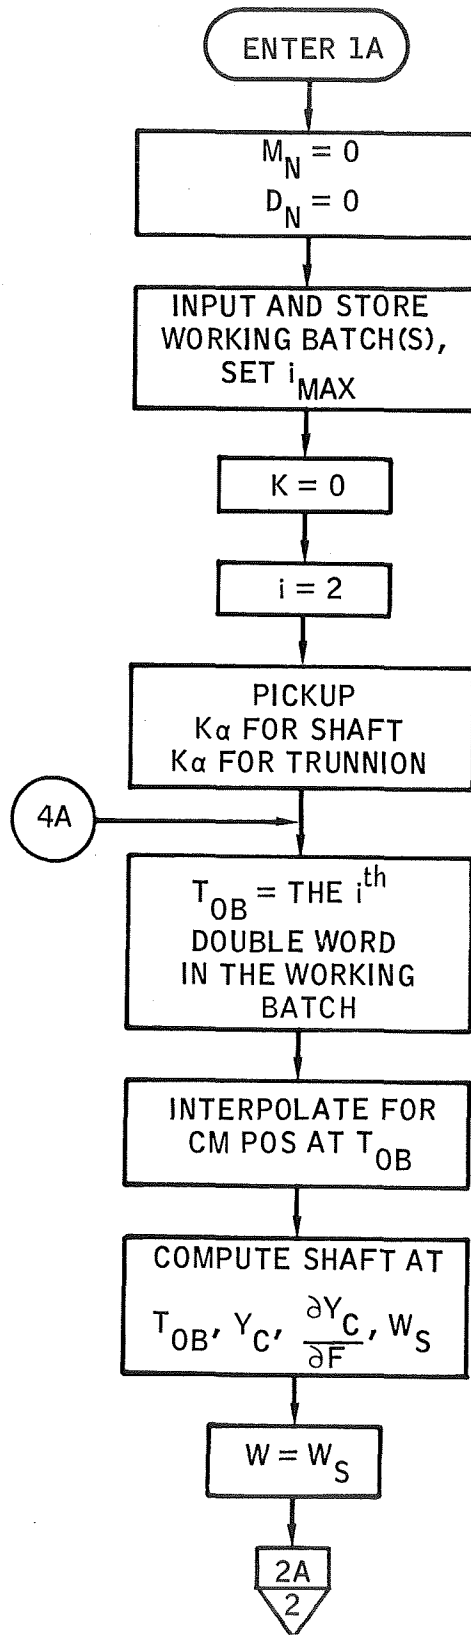 ENTER 1A
M_N = 0
D_N = 0
INPUT AND STORE
WORKING BATCH(S),
SET i_MAX
K = 0
i = 2
PICKUP
Kα FOR SHAFT
Kα FOR TRUNNION
4A
T_OB = THE i^th
DOUBLE WORD
IN THE WORKING
BATCH
INTERPOLATE FOR
CM POS AT T_OB
COMPUTE SHAFT AT
T_OB, Y_C, ∂Y_C/∂F, W_S
W = W_S
2A
2